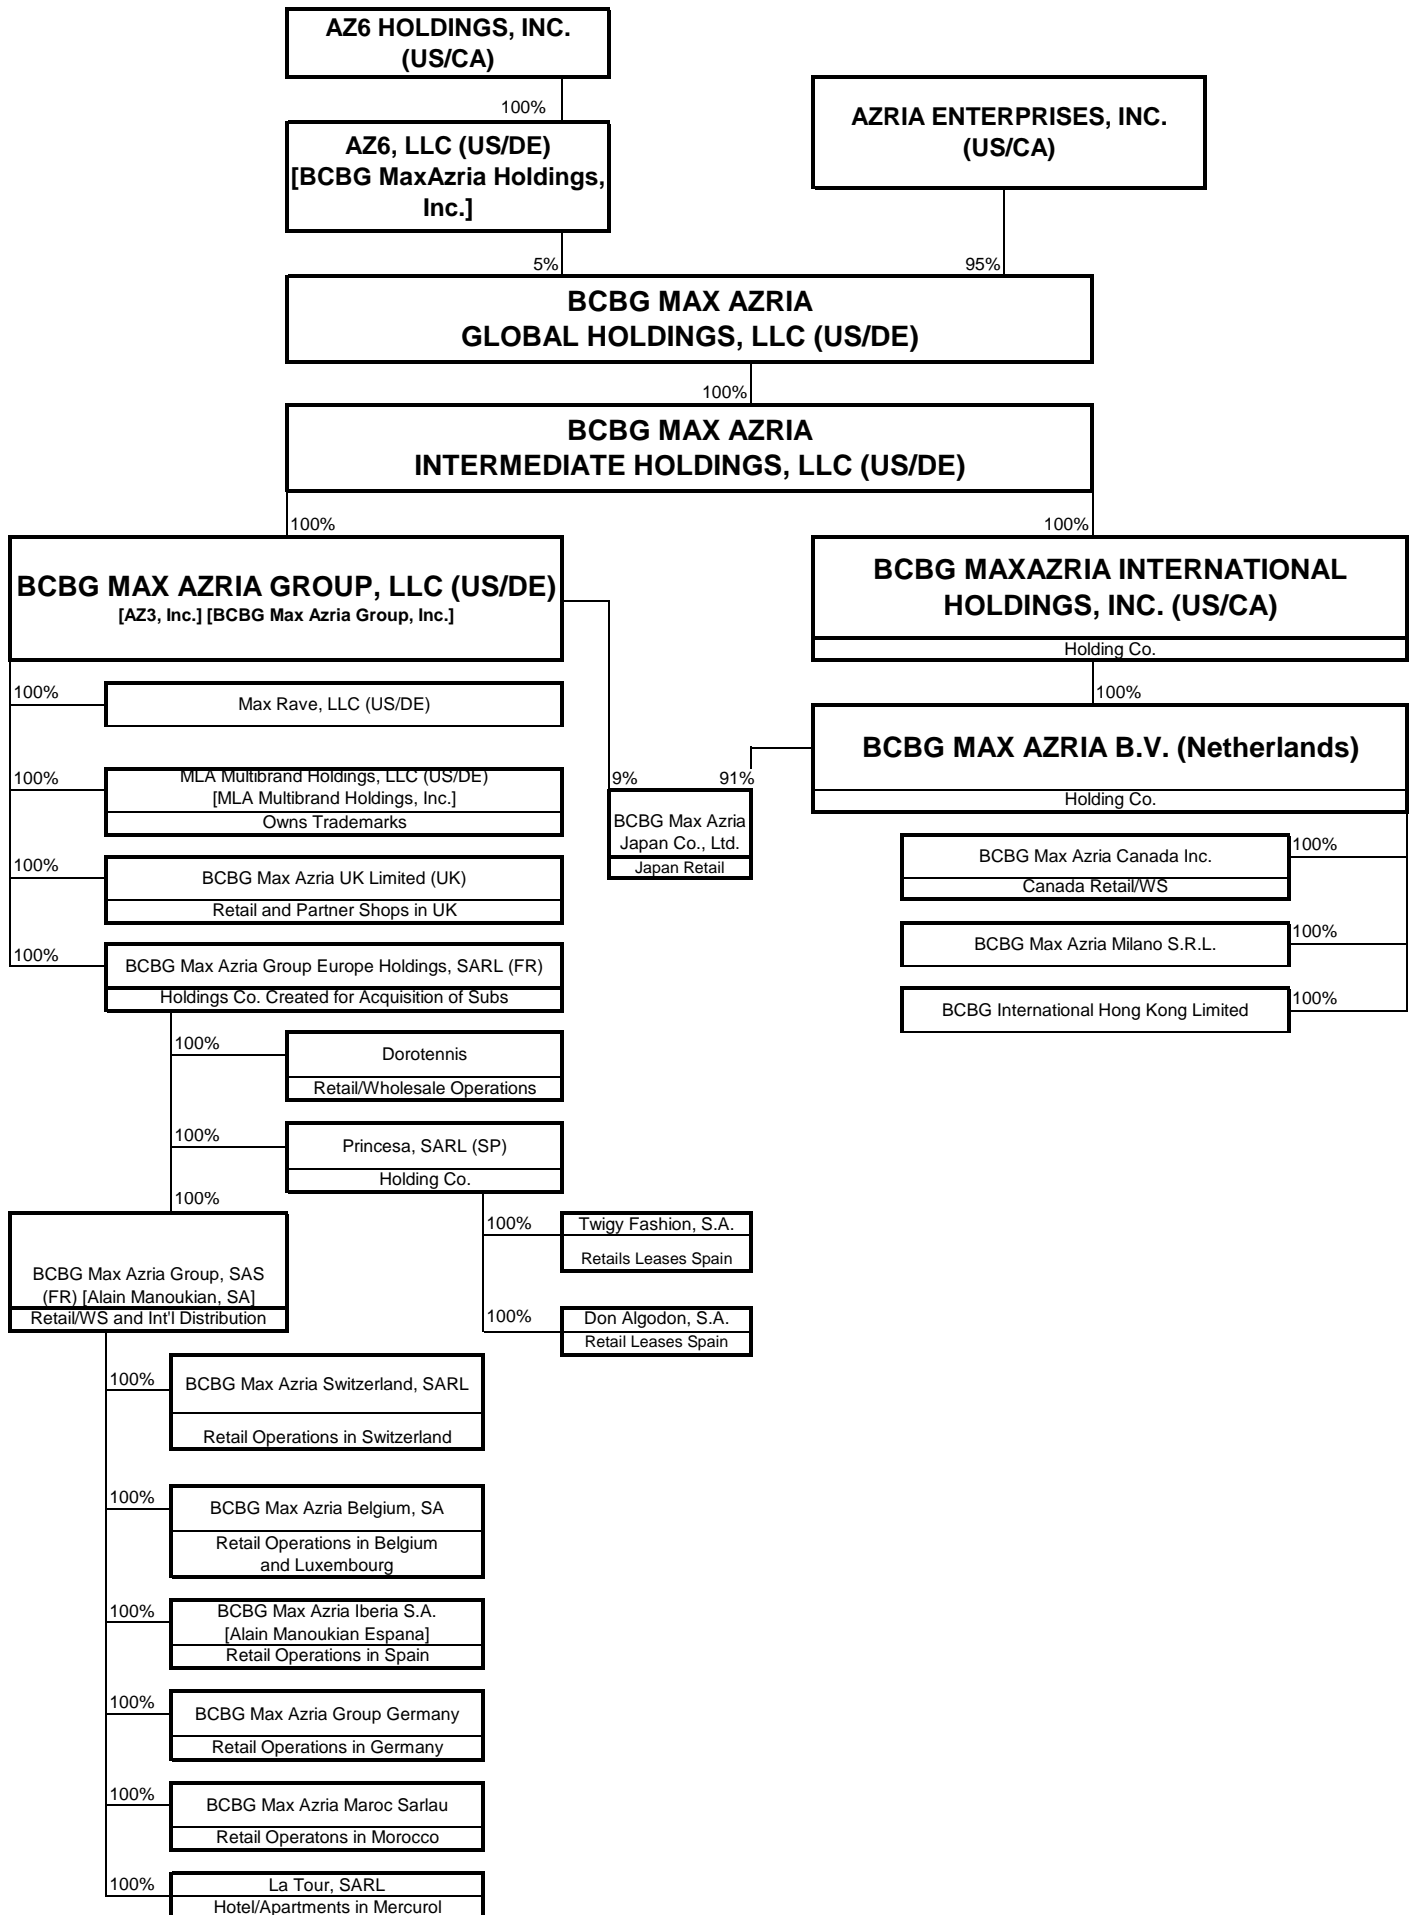 AZ6 HOLDINGS, INC.
(US/CA)
100%
AZRIA ENTERPRISES, INC.
(US/CA)
AZ6, LLC (US/DE)
[BCBG MaxAzria Holdings,
Inc.]
5%
95%
BCBG MAX AZRIA
GLOBAL HOLDINGS, LLC (US/DE)
100%
BCBG MAX AZRIA
INTERMEDIATE HOLDINGS, LLC (US/DE)
100%
100%
BCBG MAX AZRIA GROUP, LLC (US/DE)
[AZ3, Inc.] [BCBG Max Azria Group, Inc.]
BCBG MAXAZRIA INTERNATIONAL
HOLDINGS, INC. (US/CA)
Holding Co.
100%
Max Rave, LLC (US/DE)
100%
BCBG MAX AZRIA B.V. (Netherlands)
Holding Co.
100%
MLA Multibrand Holdings, LLC (US/DE)
[MLA Multibrand Holdings, Inc.]
Owns Trademarks
9%
91%
BCBG Max Azria
Japan Co., Ltd.
Japan Retail
100%
BCBG Max Azria UK Limited (UK)
Retail and Partner Shops in UK
BCBG Max Azria Canada Inc.
100%
Canada Retail/WS
BCBG Max Azria Milano S.R.L.
100%
BCBG International Hong Kong Limited
100%
100%
BCBG Max Azria Group Europe Holdings, SARL (FR)
Holdings Co. Created for Acquisition of Subs
100%
Dorotennis
Retail/Wholesale Operations
100%
Princesa, SARL (SP)
Holding Co.
100%
BCBG Max Azria Group, SAS
(FR) [Alain Manoukian, SA]
Retail/WS and Int'l Distribution
100%
Twigy Fashion, S.A.
Retails Leases Spain
100%
Don Algodon, S.A.
Retail Leases Spain
100%
BCBG Max Azria Switzerland, SARL
Retail Operations in Switzerland
100%
BCBG Max Azria Belgium, SA
Retail Operations in Belgium
and Luxembourg
100%
BCBG Max Azria Iberia S.A.
[Alain Manoukian Espana]
Retail Operations in Spain
100%
BCBG Max Azria Group Germany
Retail Operations in Germany
100%
BCBG Max Azria Maroc Sarlau
Retail Operatons in Morocco
100%
La Tour, SARL
Hotel/Apartments in Mercurol